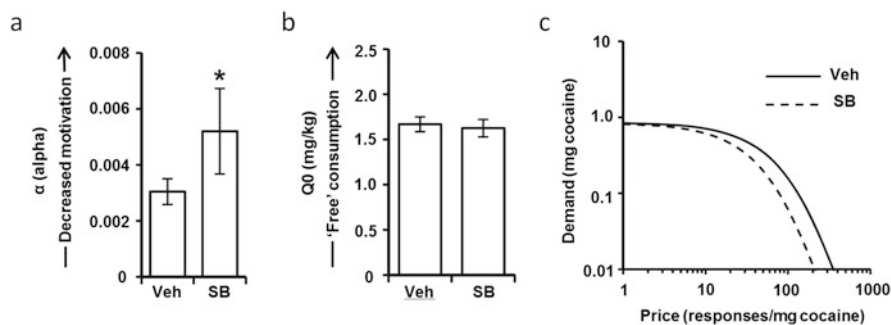 a
α (alpha)
— Decreased motivation →
0.008
0.006
0.004
0.002
0
*
Veh
SB
b
Q0 (mg/kg)
— 'Free' consumption →
2.5
2.0
1.5
1.0
0.5
0
Veh
SB
c
Demand (mg cocaine)
10
1.0
0.1
0.01
Veh
SB
1
10
100
1000
Price (responses/mg cocaine)